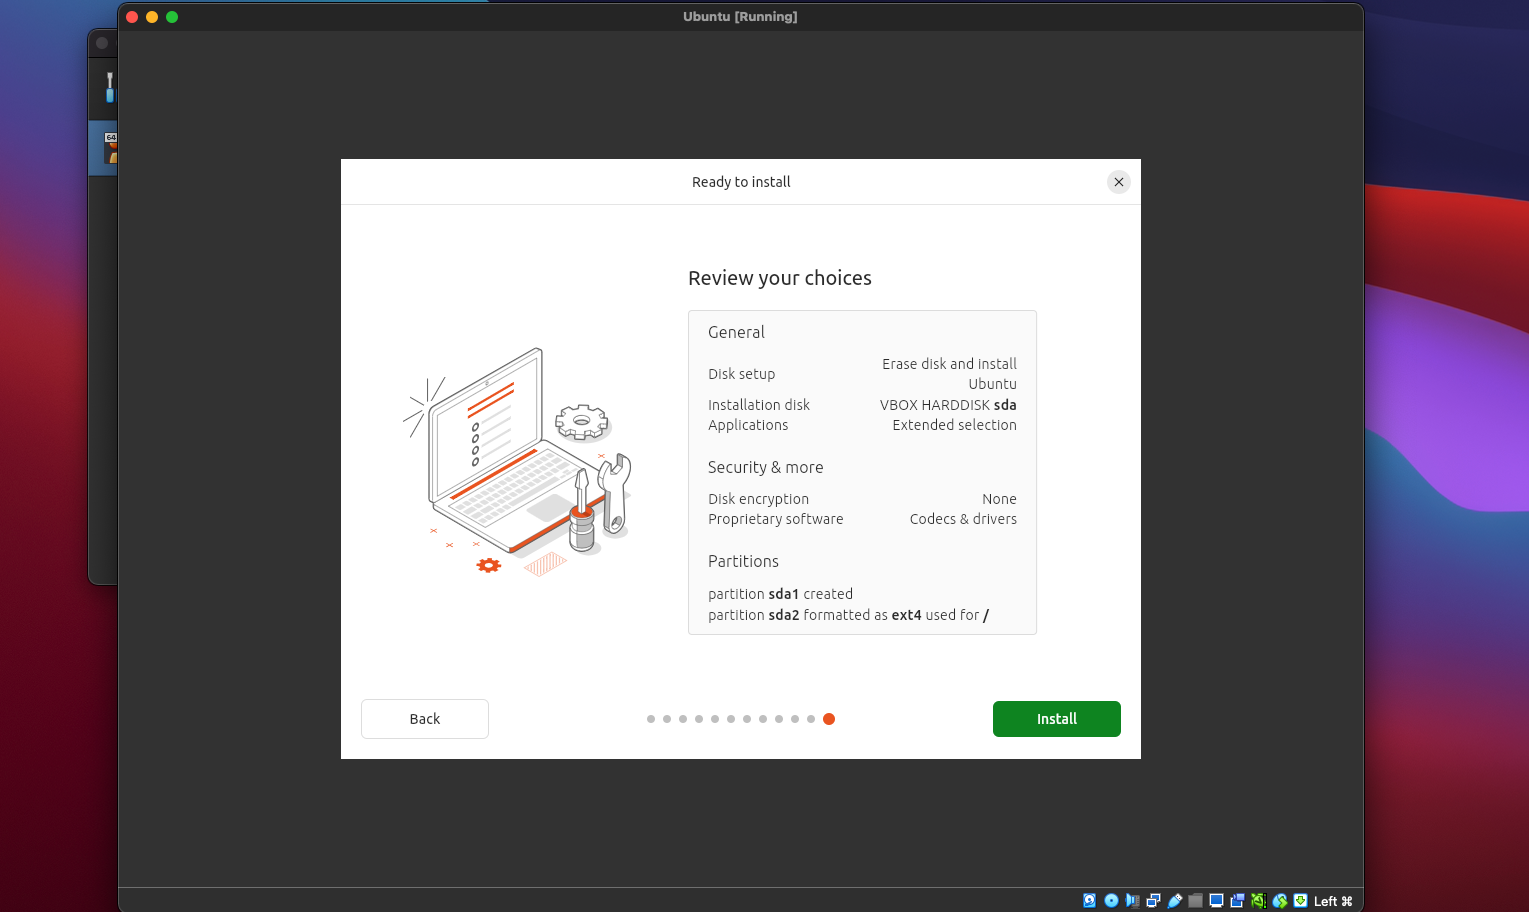 Ubuntu [Running]
64
Ready to install
Review your choices
General
Disk setup
Erase disk and install
Ubuntu
Installation disk VBOX HARDDISK sda
Applications Extended selection
Security & more
Disk encryption None
Proprietary software Codecs & drivers
Partitions
partition sda1 created
partition sda2 formatted as ext4 used for /
Back
Install
Left ⌘